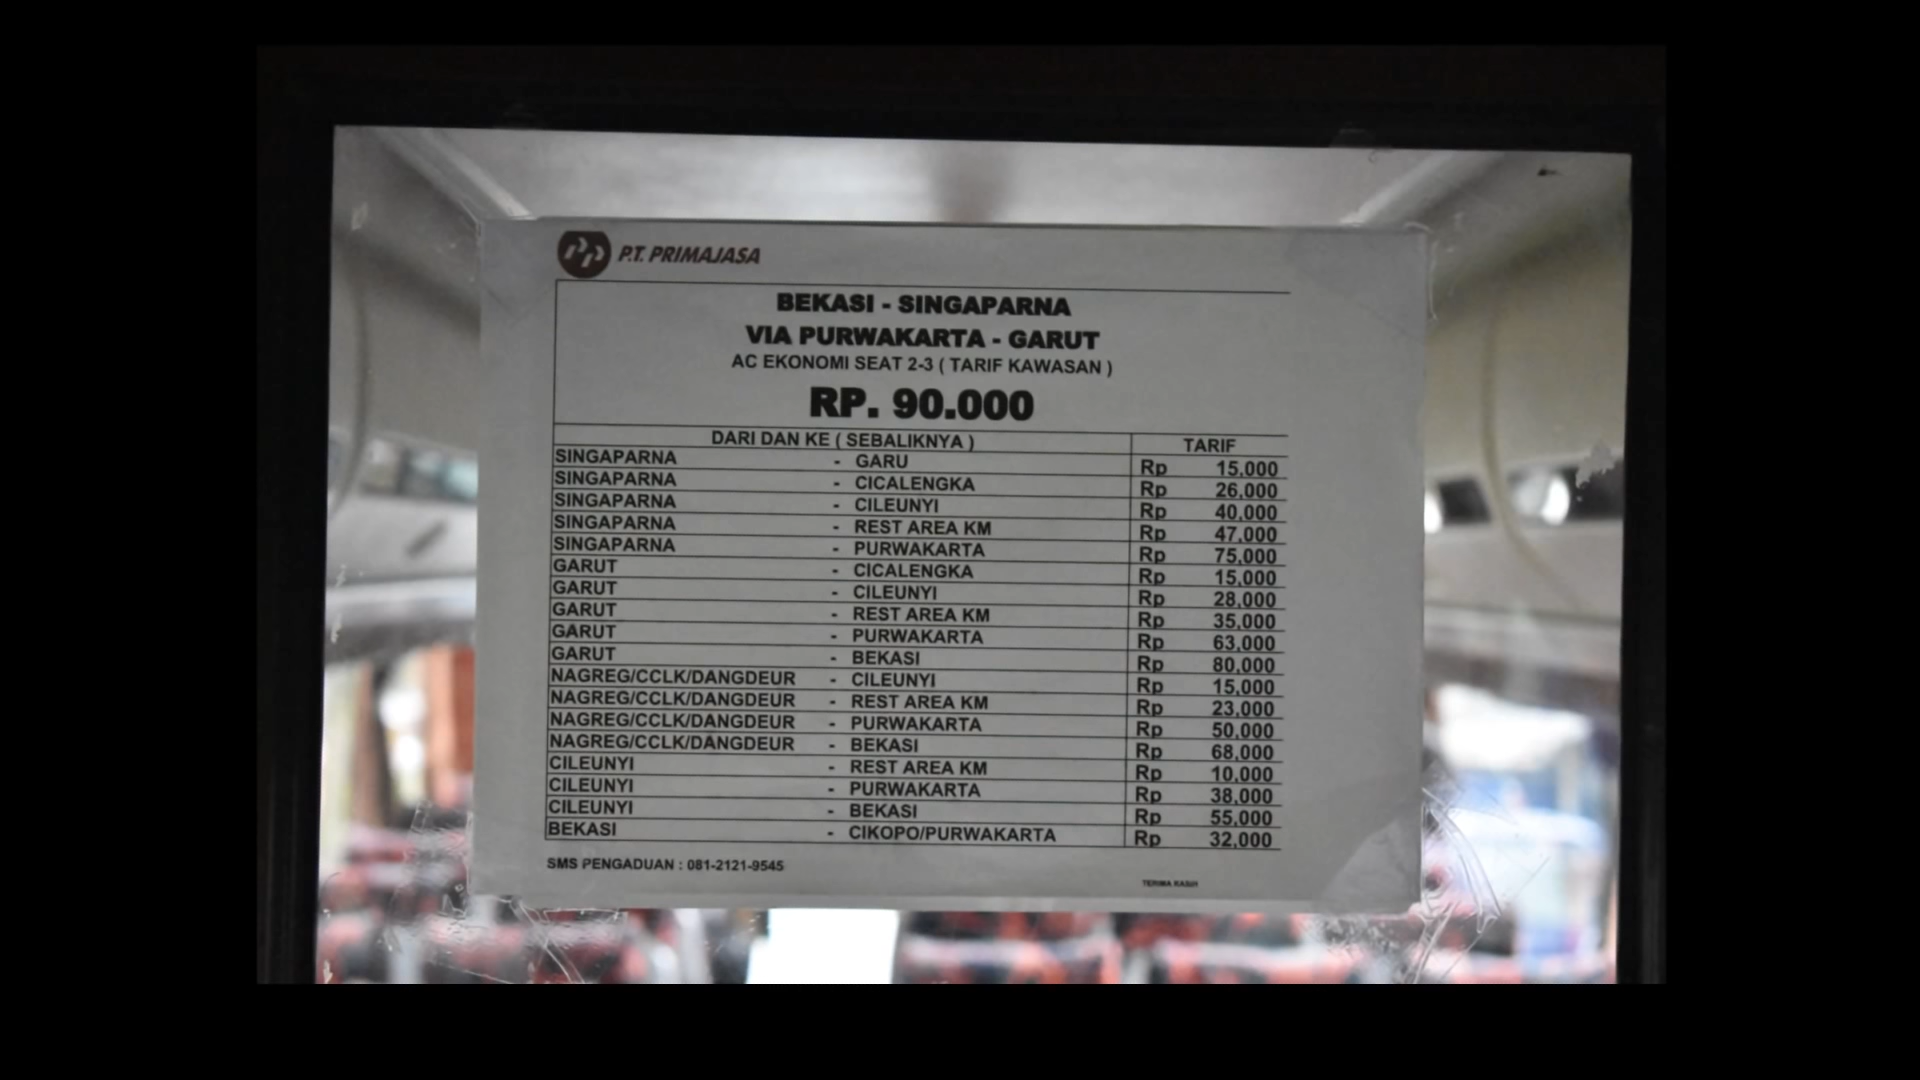 PP P.T. PRIMAJASA
BEKASI - SINGAPARNA
VIA PURWAKARTA - GARUT
AC EKONOMI SEAT 2-3 ( TARIF KAWASAN )
RP. 90.000
DARI DAN KE ( SEBALIKNYA ) TARIF
SINGAPARNA - GARU Rp 15,000
SINGAPARNA - CICALENGKA Rp 26,000
SINGAPARNA - CILEUNYI Rp 40,000
SINGAPARNA - REST AREA KM Rp 47,000
SINGAPARNA - PURWAKARTA Rp 75,000
GARUT - CICALENGKA Rp 15,000
GARUT - CILEUNYI Rp 28,000
GARUT - REST AREA KM Rp 35,000
GARUT - PURWAKARTA Rp 63,000
GARUT - BEKASI Rp 80,000
NAGREG/CCLK/DANGDEUR - CILEUNYI Rp 15,000
NAGREG/CCLK/DANGDEUR - REST AREA KM Rp 23,000
NAGREG/CCLK/DANGDEUR - PURWAKARTA Rp 50,000
NAGREG/CCLK/DANGDEUR - BEKASI Rp 68,000
CILEUNYI - REST AREA KM Rp 10,000
CILEUNYI - PURWAKARTA Rp 38,000
CILEUNYI - BEKASI Rp 55,000
BEKASI - CIKOPO/PURWAKARTA Rp 32,000
SMS PENGADUAN : 081-2121-9545
TERIMA KASIH